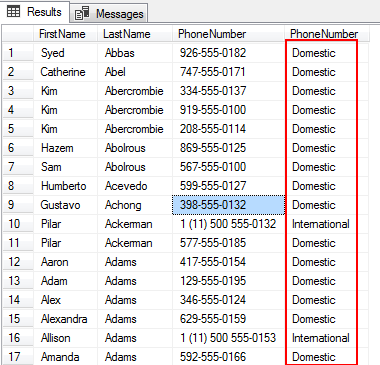 Results Messages
FirstName LastName PhoneNumber PhoneNumber
1 Syed Abbas 926-555-0182 Domestic
2 Catherine Abel 747-555-0171 Domestic
3 Kim Abercrombie 334-555-0137 Domestic
4 Kim Abercrombie 919-555-0100 Domestic
5 Kim Abercrombie 208-555-0114 Domestic
6 Hazem Abolrous 869-555-0125 Domestic
7 Sam Abolrous 567-555-0100 Domestic
8 Humberto Acevedo 599-555-0127 Domestic
9 Gustavo Achong 398-555-0132 Domestic
10 Pilar Ackerman 1 (11) 500 555-0132 International
11 Pilar Ackerman 577-555-0185 Domestic
12 Aaron Adams 417-555-0154 Domestic
13 Adam Adams 129-555-0195 Domestic
14 Alex Adams 346-555-0124 Domestic
15 Alexandra Adams 629-555-0159 Domestic
16 Allison Adams 1 (11) 500 555-0153 International
17 Amanda Adams 592-555-0166 Domestic